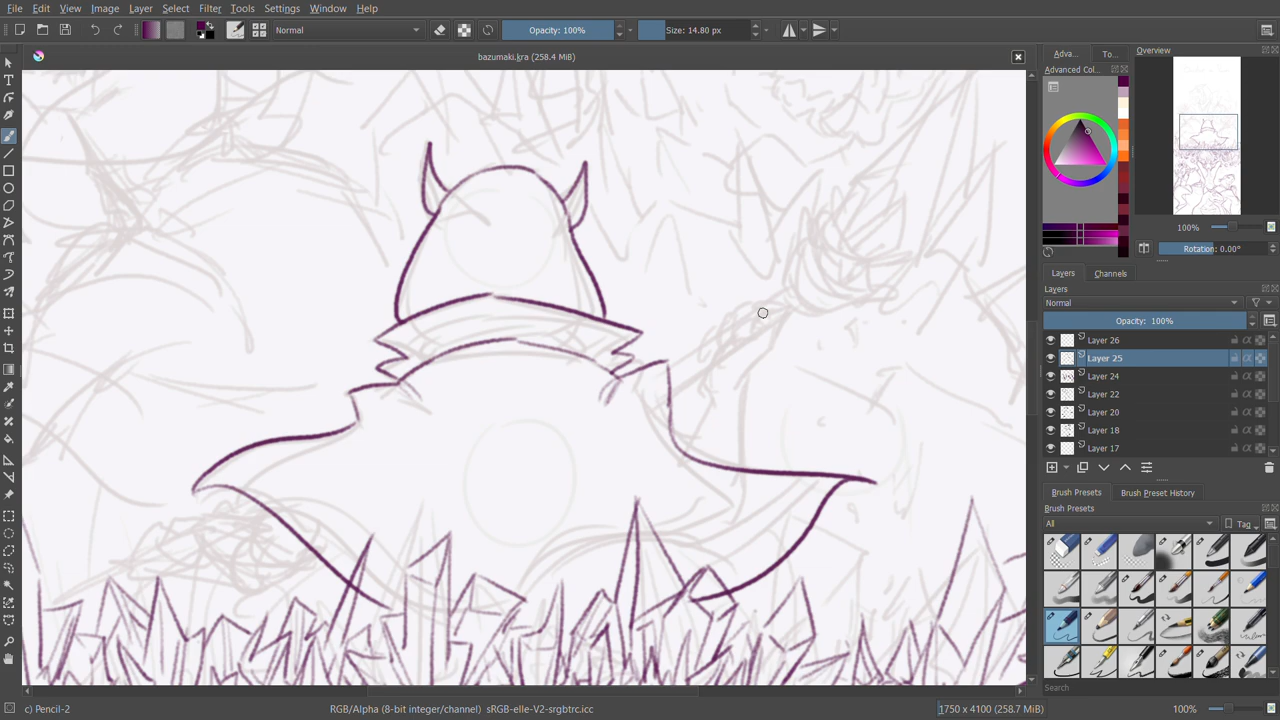 File Edit View Image Layer Select Filter Tools Settings Window Help
Normal Opacity: 100% Size: 14.80 px
bazumaki.kra (258.4 MiB)
Adva... To... Overview
Advanced Col...
100%
Rotation: 0.00°
Layers Channels
Layers
Normal
Opacity: 100%
Layer 26
Layer 25
Layer 24
Layer 22
Layer 20
Layer 18
Layer 17
Brush Presets Brush Preset History
Brush Presets
All Tag
Search
c) Pencil-2 RGB/Alpha (8-bit integer/channel) sRGB-elle-V2-srgbtrc.icc 1750 x 4100 (258.7 MiB) 100%